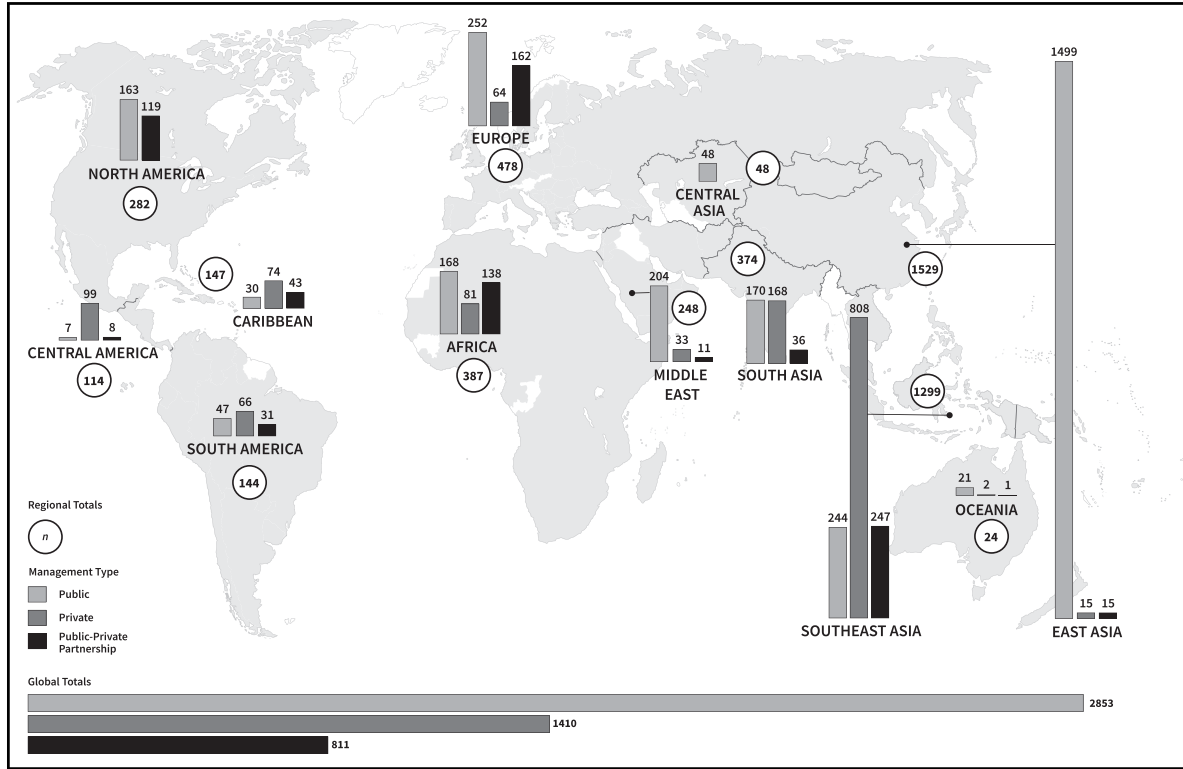 252
162
64
EUROPE
478
163
119
NORTH AMERICA
282
1499
48
CENTRAL
ASIA
48
147
30
74
43
CARIBBEAN
99
7
8
CENTRAL AMERICA
114
168
81
138
AFRICA
387
204
33
11
MIDDLE
EAST
248
374
170
168
36
SOUTH ASIA
1529
808
1299
244
247
SOUTHEAST ASIA
47
66
31
SOUTH AMERICA
144
21
2
1
OCEANIA
24
15
15
EAST ASIA
Regional Totals
n
Management Type
Public
Private
Public-Private
Partnership
Global Totals
2853
1410
811